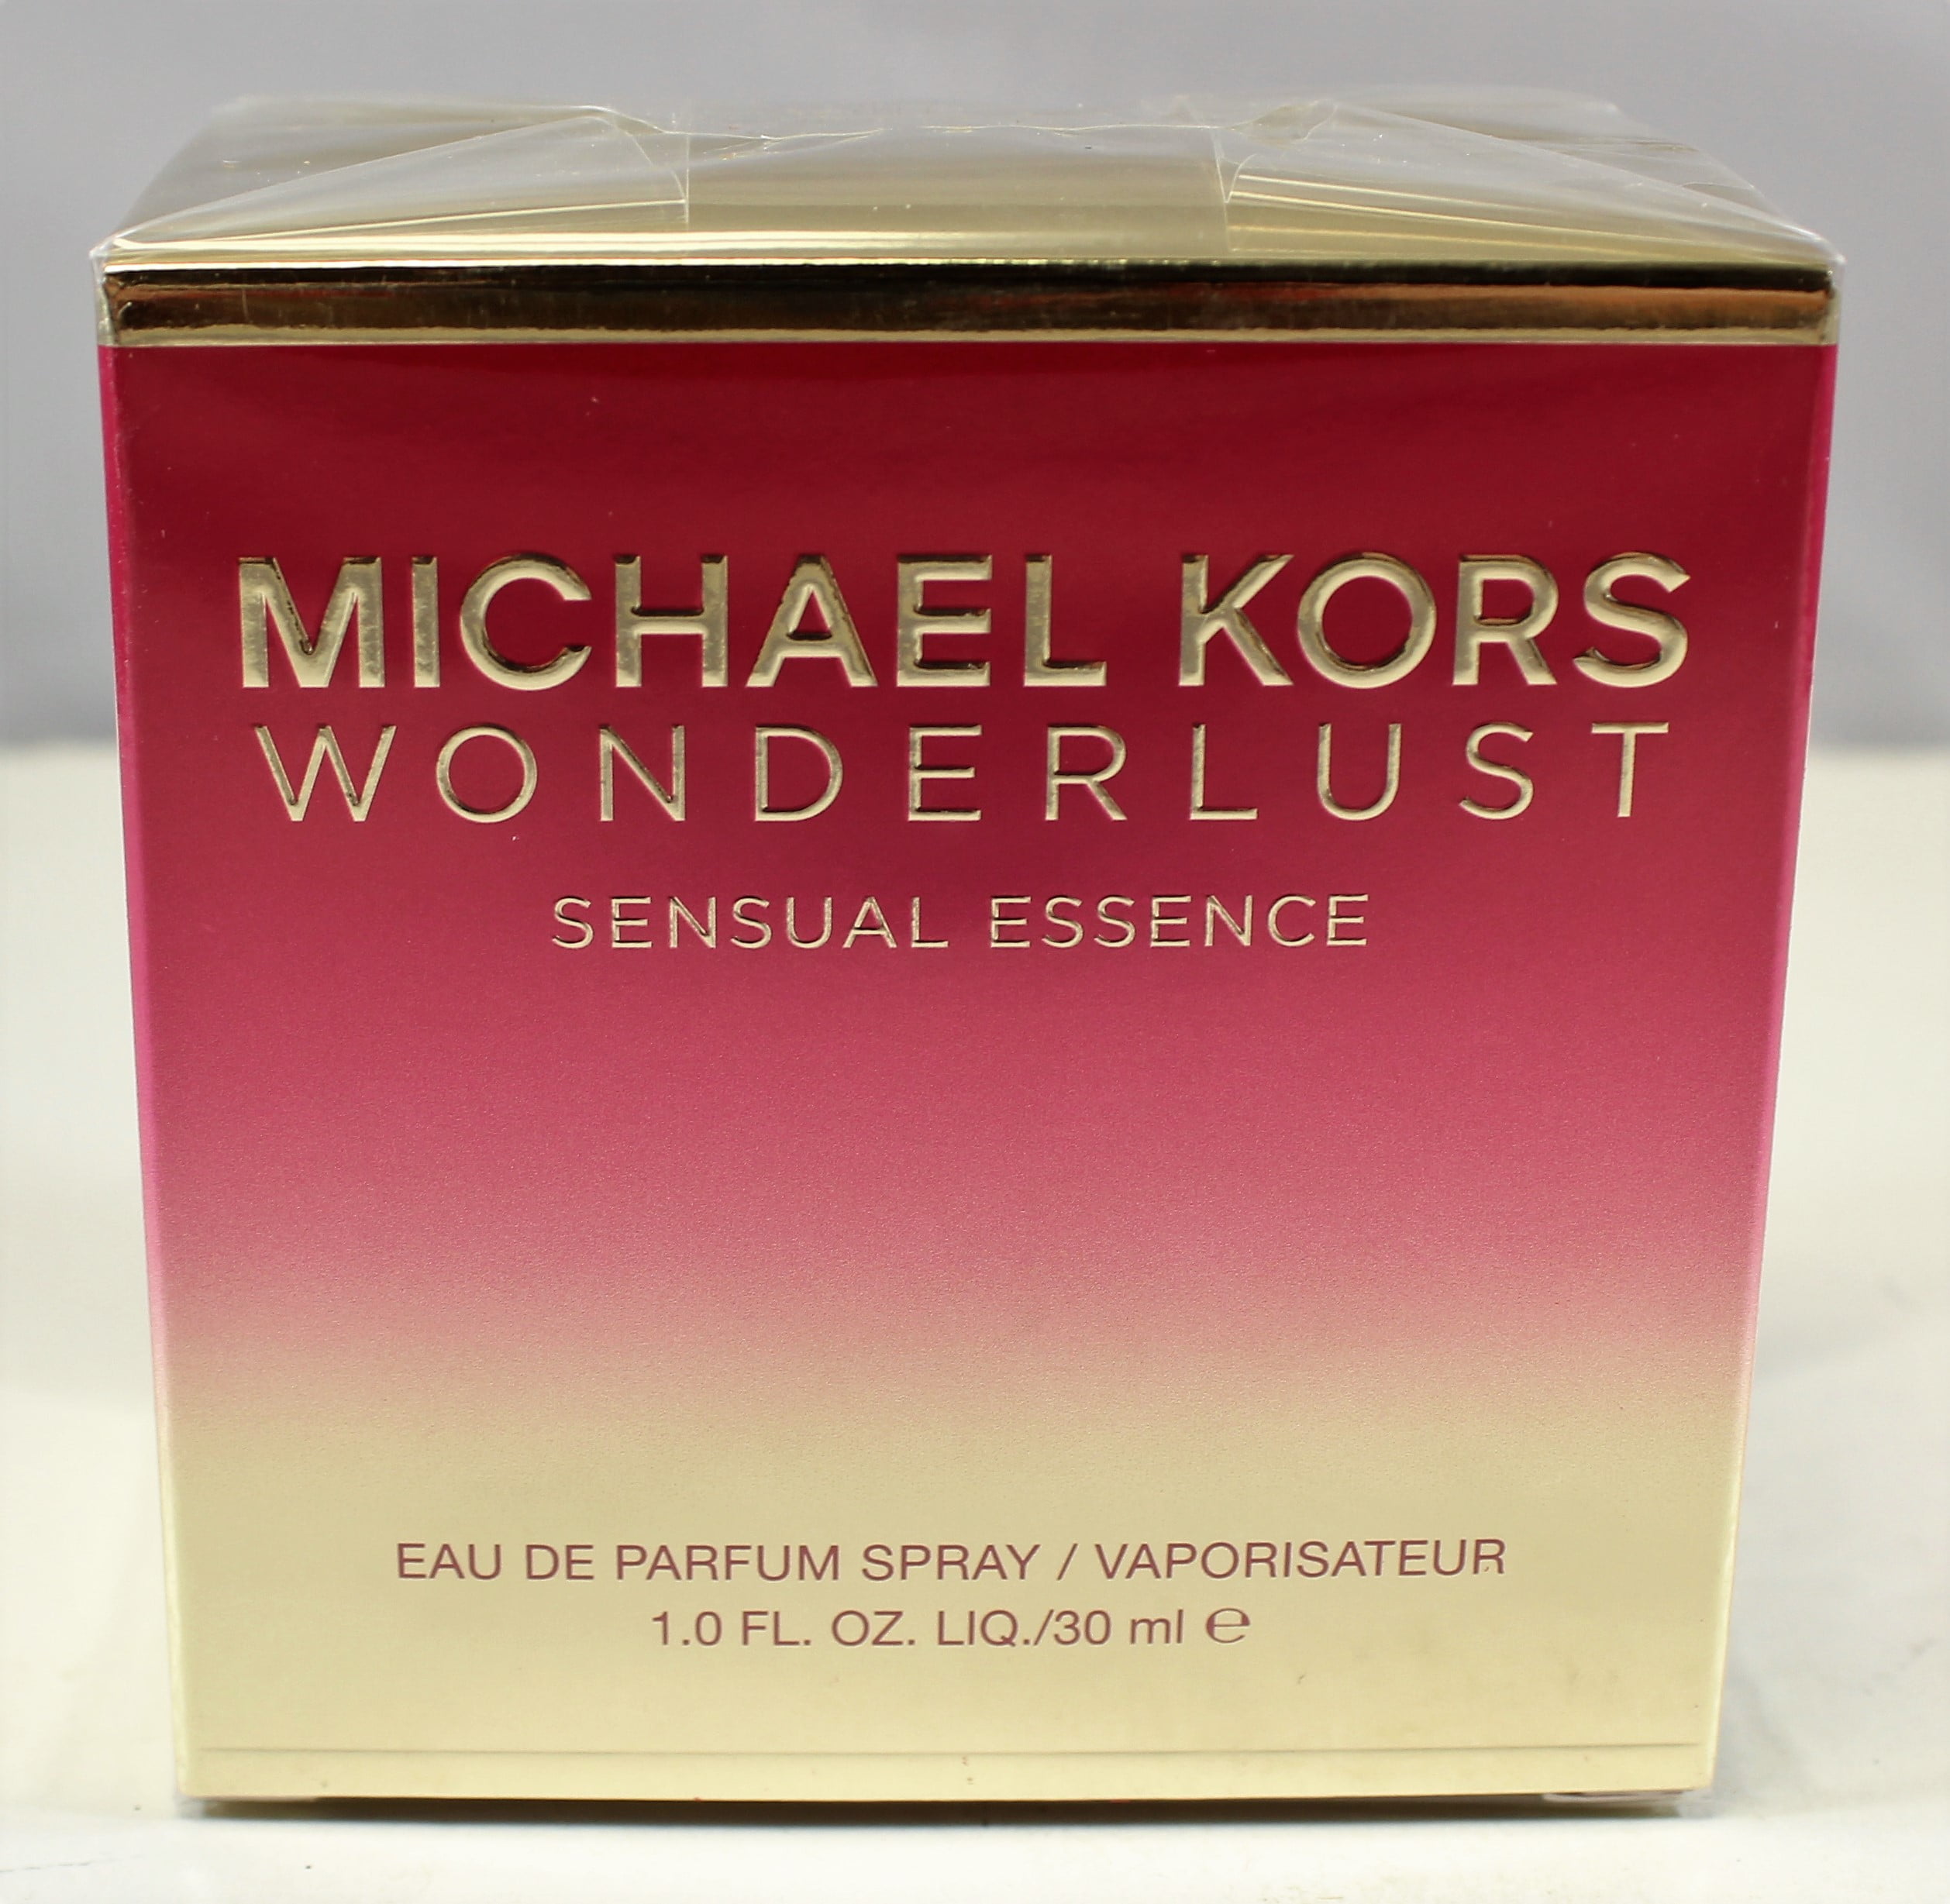 MICHAEL KORS
WONDERLUST
SENSUAL ESSENCE
EAU DE PARFUM SPRAY / VAPORISATEUR
1.0 FL. OZ. LIQ./30 ml ℮